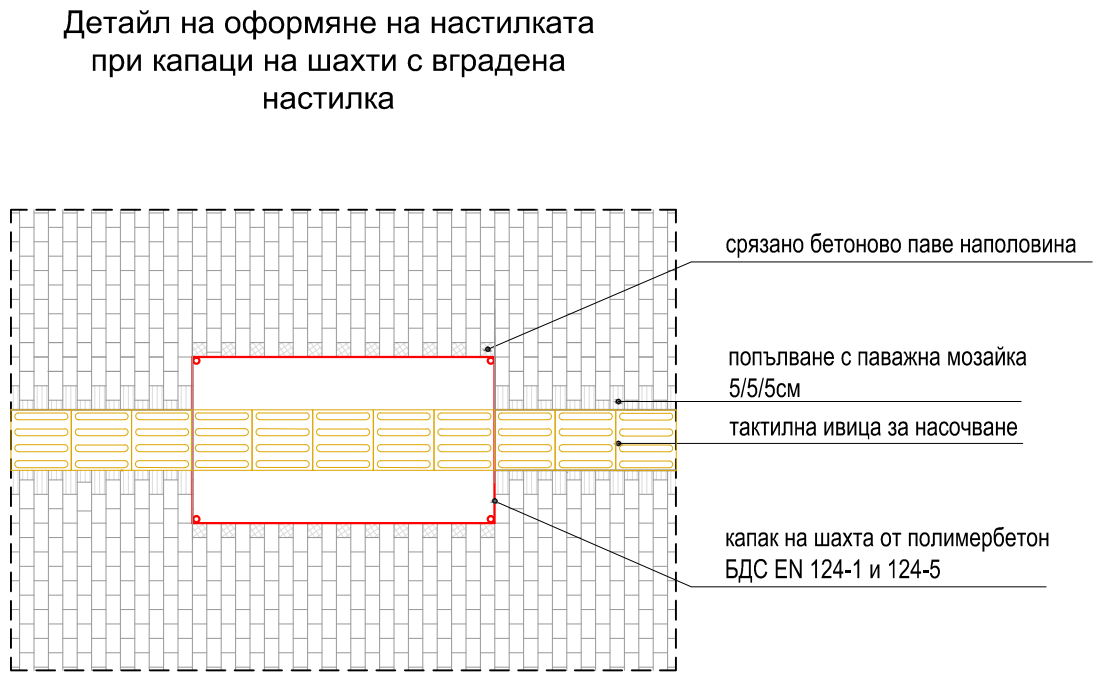 Детайл на оформяне на настилката
при капаци на шахти с вградена
настилка
срязано бетоново паве наполовина
попълване с паважна мозайка
5/5/5см
тактилна ивица за насочване
капак на шахта от полимербетон
БДС EN 124-1 и 124-5